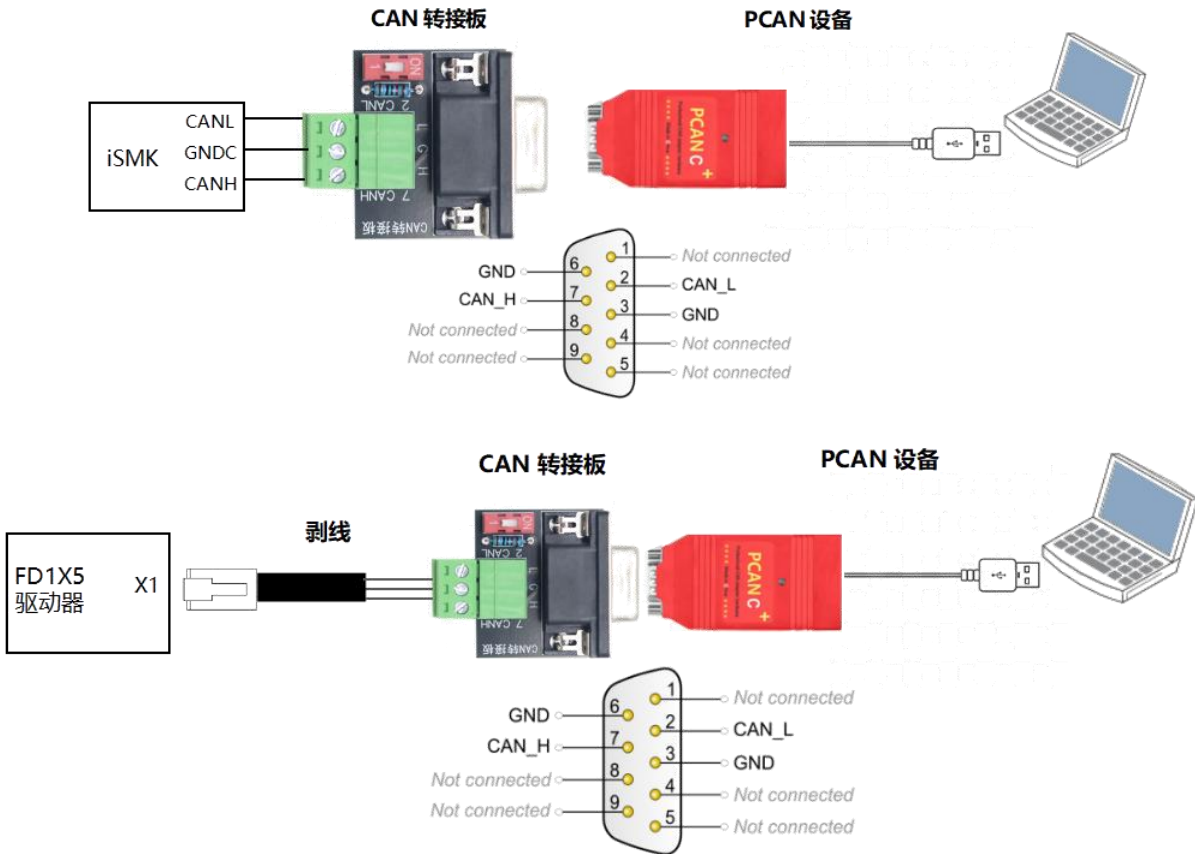 CAN 转接板
PCAN 设备
ON
1
2 CANL
L
G
H
7 CANH
CAN转接板
iSMK
CANL
GNDC
CANH
PCAN C
+
1
Not connected
6
GND
2
CAN_L
7
CAN_H
3
GND
8
Not connected
4
Not connected
9
Not connected
5
Not connected
CAN 转接板
PCAN 设备
剥线
FD1X5
驱动器
X1
ON
1
2 CANL
L
G
H
7 CANH
CAN转接板
PCAN C
+
1
Not connected
6
GND
2
CAN_L
7
CAN_H
3
GND
8
Not connected
4
Not connected
9
Not connected
5
Not connected